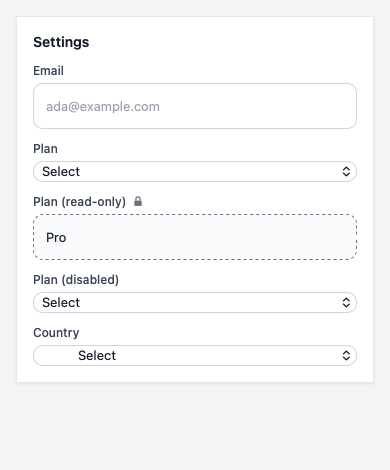 Settings
Email
ada@example.com
Plan
Select
Plan (read-only)
Pro
Plan (disabled)
Select
Country
Select